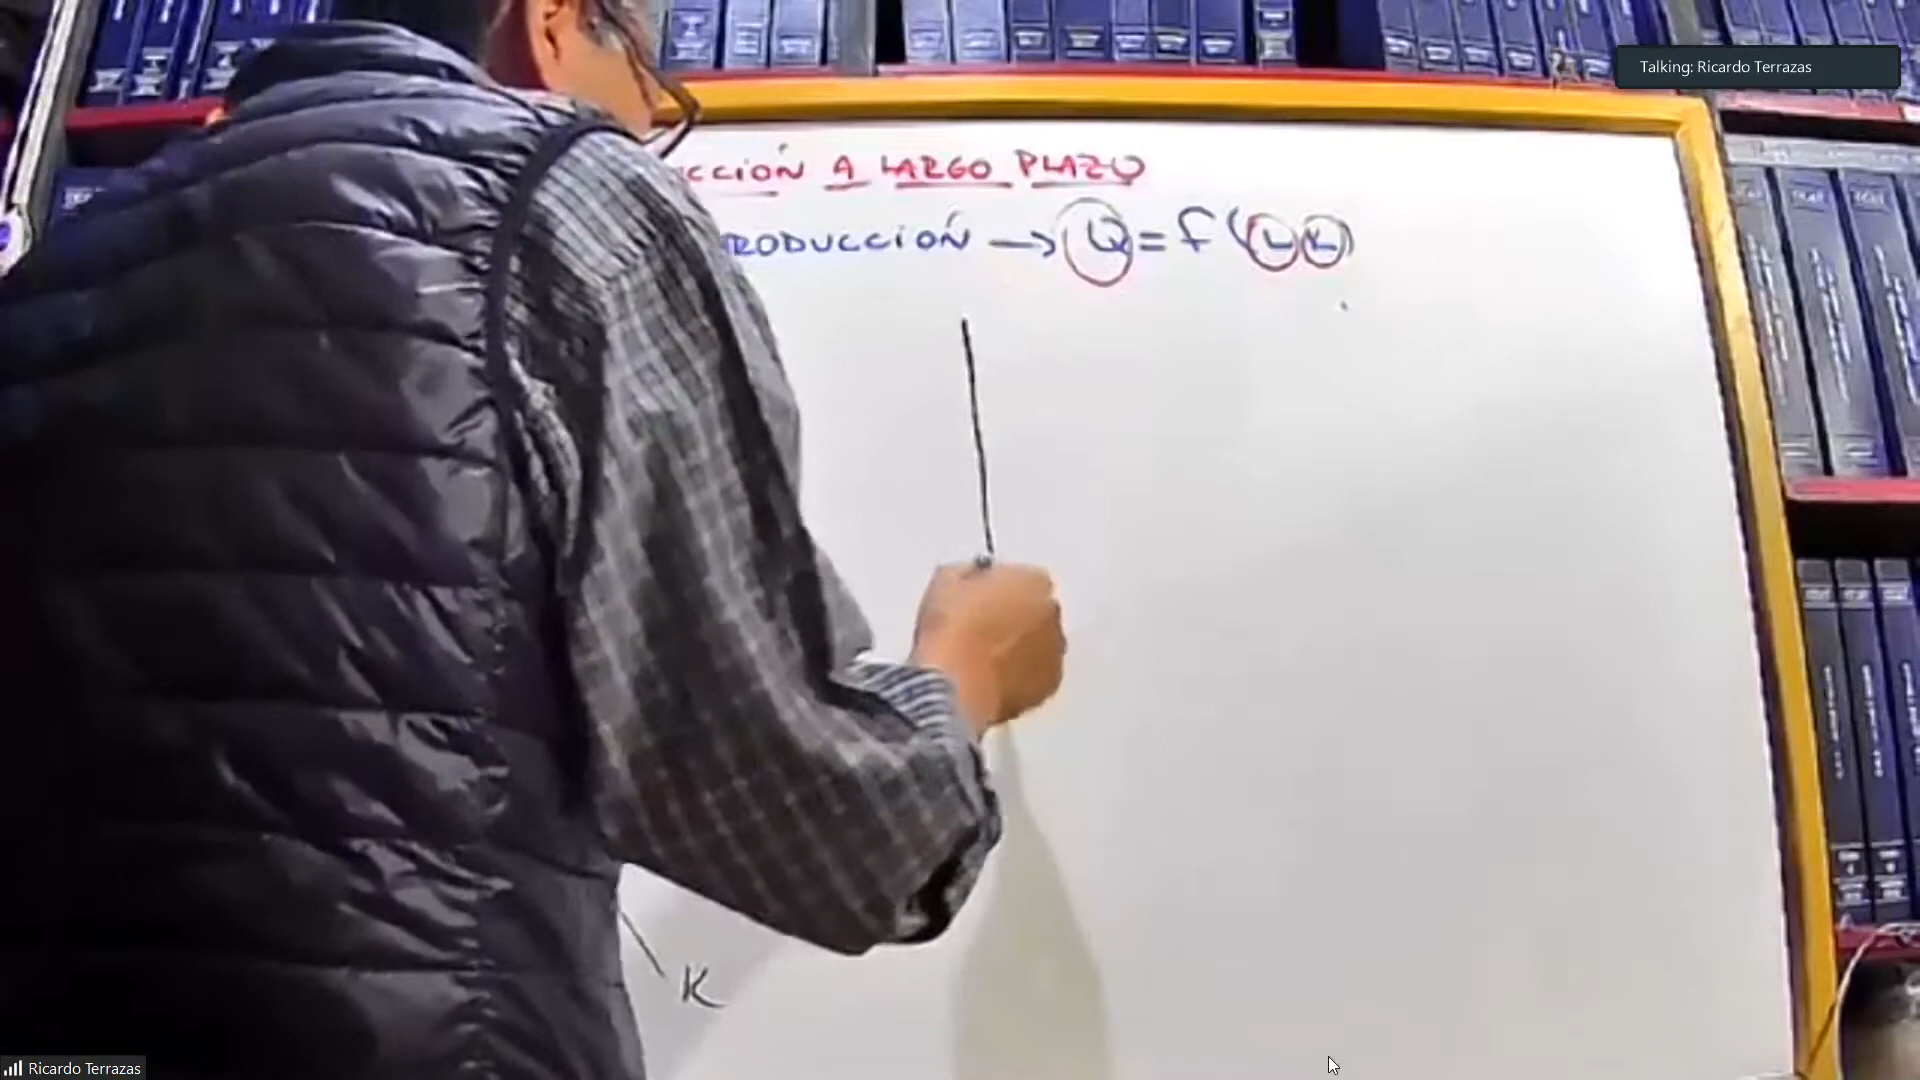 Talking: Ricardo Terrazas
CCIÓN A LARGO PLAZO
RODUCCIÓN → Q = f (L K)
K
Ricardo Terrazas